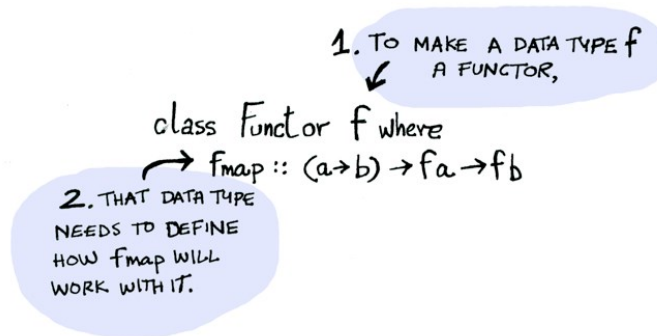 1. TO MAKE A DATA TYPE f
A FUNCTOR,
class Functor f where
fmap :: (a→b) → fa → fb
2. THAT DATA TYPE
NEEDS TO DEFINE
HOW fmap WILL
WORK WITH IT.